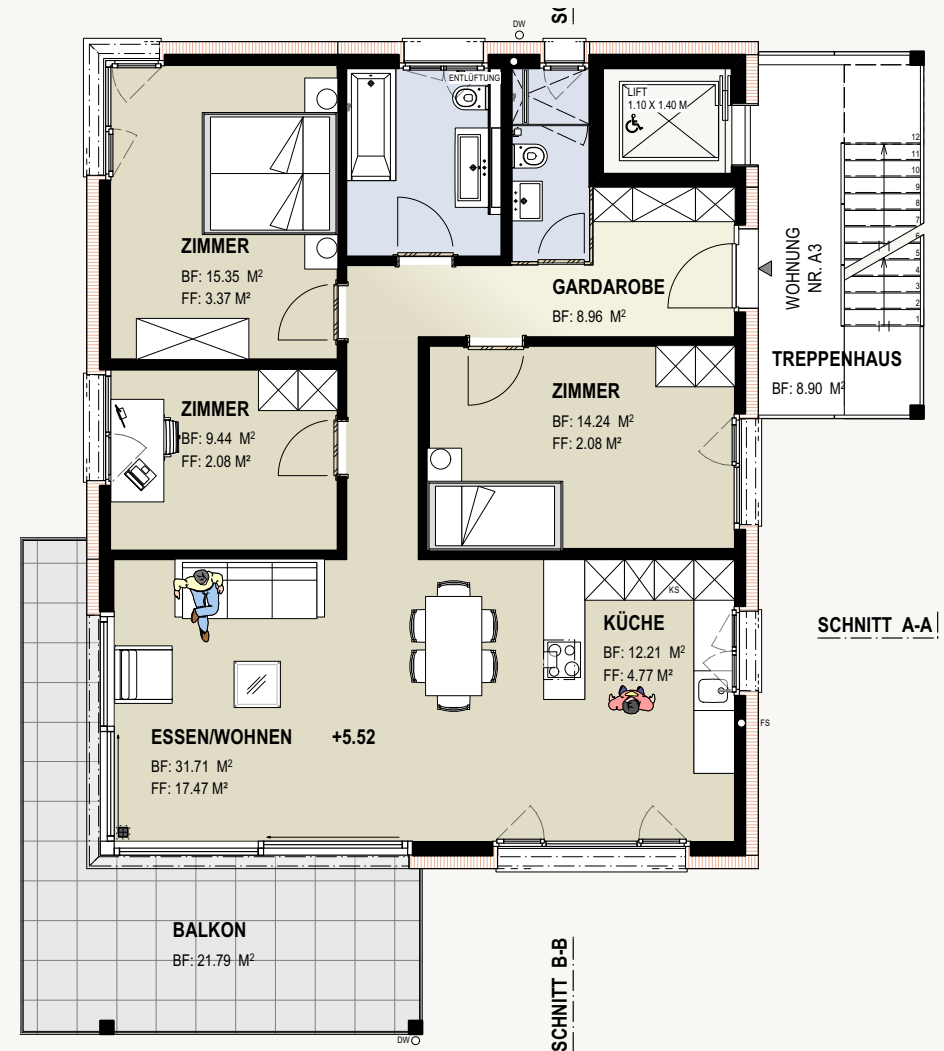 DW
ENTLÜFTUNG
LIFT
1.10 X 1.40 M
12
11
10
9
8
7
6
5
4
3
2
1
ZIMMER
BF: 15.35 M²
FF: 3.37 M²
GARDAROBE
BF: 8.96 M²
WOHNUNG
NR. A3
TREPPENHAUS
BF: 8.90 M²
ZIMMER
BF: 9.44 M²
FF: 2.08 M²
ZIMMER
BF: 14.24 M²
FF: 2.08 M²
KS
KÜCHE
BF: 12.21 M²
FF: 4.77 M²
SCHNITT A-A
FS
ESSEN/WOHNEN +5.52
BF: 31.71 M²
FF: 17.47 M²
BALKON
BF: 21.79 M²
SCHNITT B-B
DW